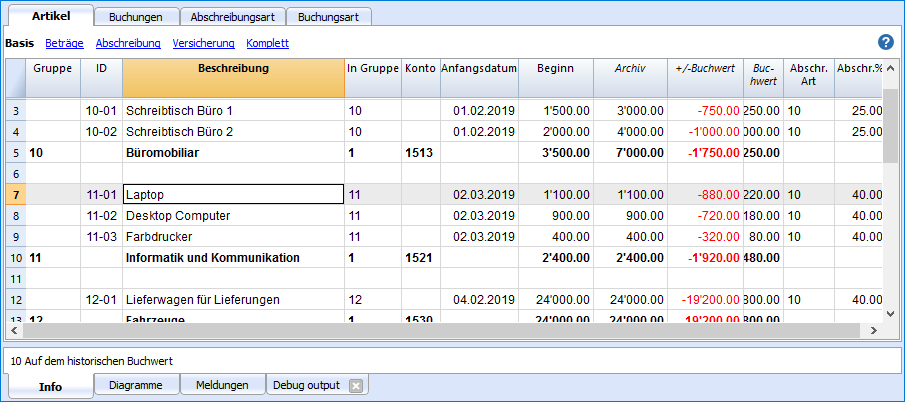 Artikel Buchungen Abschreibungsart Buchungsart
Basis Beträge Abschreibung Versicherung Komplett ?
Gruppe ID Beschreibung In Gruppe Konto Anfangsdatum Beginn Archiv +/-Buchwert Buc-hwert Abschr. Art Abschr.%
3 10-01 Schreibtisch Büro 1 10 01.02.2019 1'500.00 3'000.00 -750.00 250.00 10 25.00
4 10-02 Schreibtisch Büro 2 10 01.02.2019 2'000.00 4'000.00 -1'000.00 000.00 10 25.00
5 10 Büromobiliar 1 1513 3'500.00 7'000.00 -1'750.00 250.00
6
7 11-01 Laptop 11 02.03.2019 1'100.00 1'100.00 -880.00 220.00 10 40.00
8 11-02 Desktop Computer 11 02.03.2019 900.00 900.00 -720.00 180.00 10 40.00
9 11-03 Farbdrucker 11 02.03.2019 400.00 400.00 -320.00 80.00 10 40.00
10 11 Informatik und Kommunikation 1 1521 2'400.00 2'400.00 -1'920.00 480.00
11
12 12-01 Lieferwagen für Lieferungen 12 04.02.2019 24'000.00 24'000.00 -19'200.00 800.00 10 40.00
13 12 Fahrzeuge 1 1530 24'000.00 24'000.00 -19'200.00 800.00
10 Auf dem historischen Buchwert
Info Diagramme Meldungen Debug output